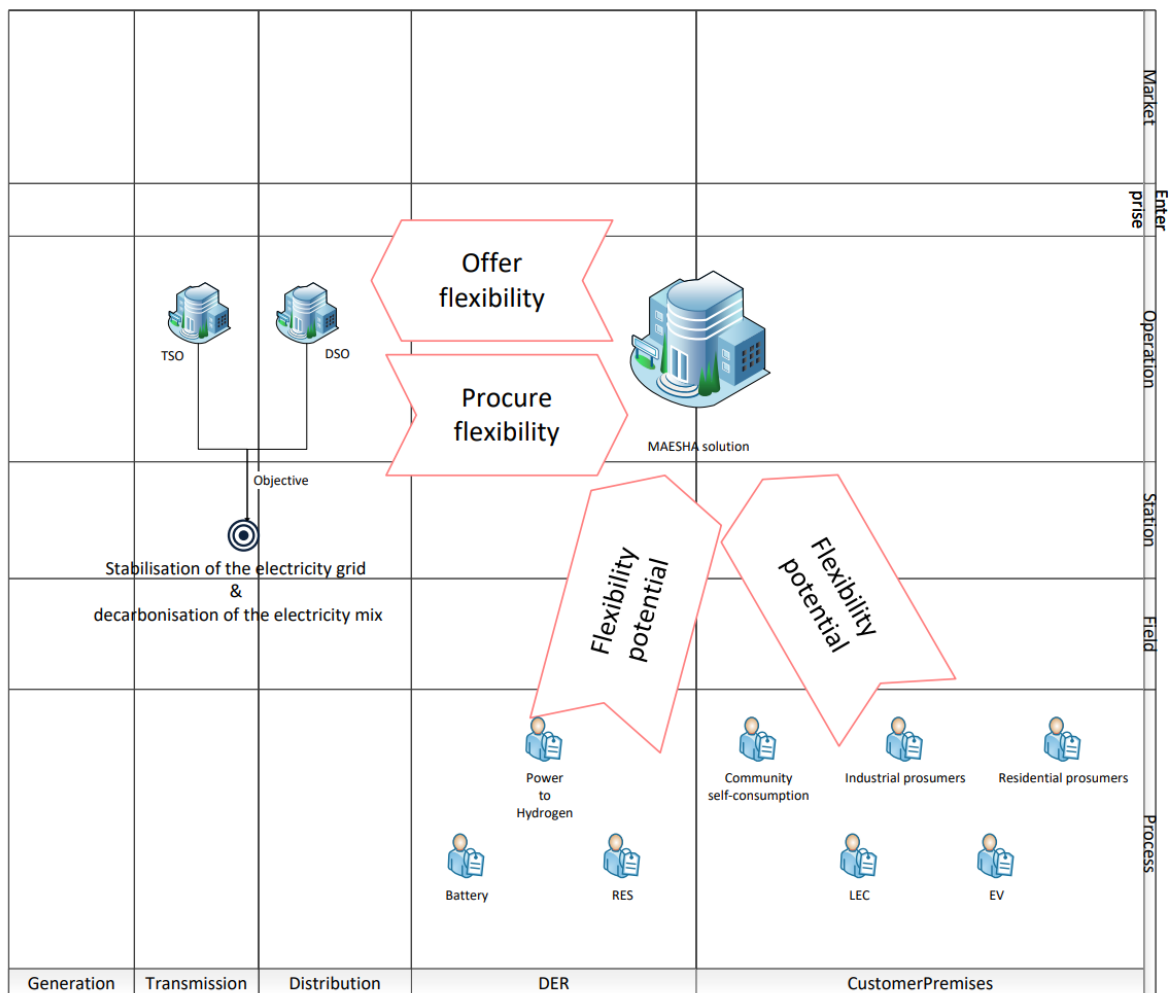 Market
Enter
prise
Offer
flexibility
TSO
DSO
Operation
Procure
flexibility
MAESHA solution
Objective
Station
Stabilisation of the electricity grid
&
decarbonisation of the electricity mix
Flexibility
potential
Flexibility
potential
Field
Power
to
Hydrogen
Community
self-consumption
Industrial prosumers
Residential prosumers
Process
Battery
RES
LEC
EV
Generation
Transmission
Distribution
DER
CustomerPremises